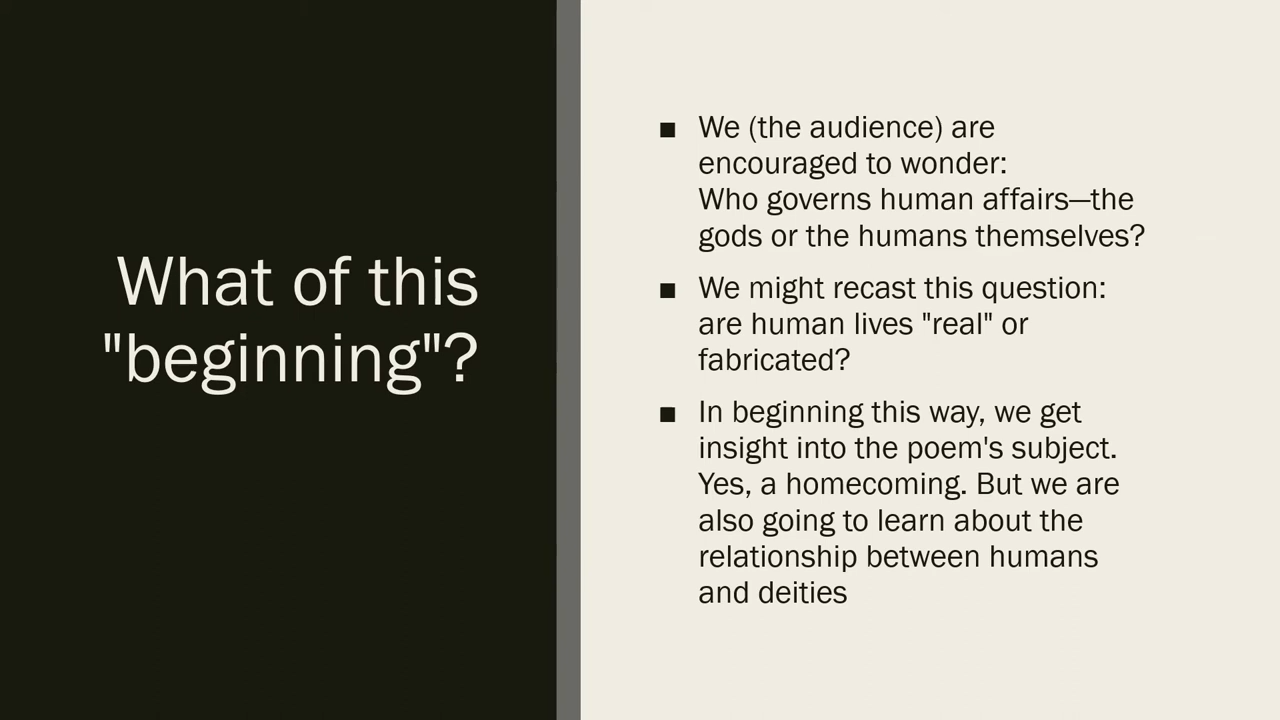 What of this
"beginning"?
■ We (the audience) are
encouraged to wonder:
Who governs human affairs—the
gods or the humans themselves?
■ We might recast this question:
are human lives "real" or
fabricated?
■ In beginning this way, we get
insight into the poem's subject.
Yes, a homecoming. But we are
also going to learn about the
relationship between humans
and deities